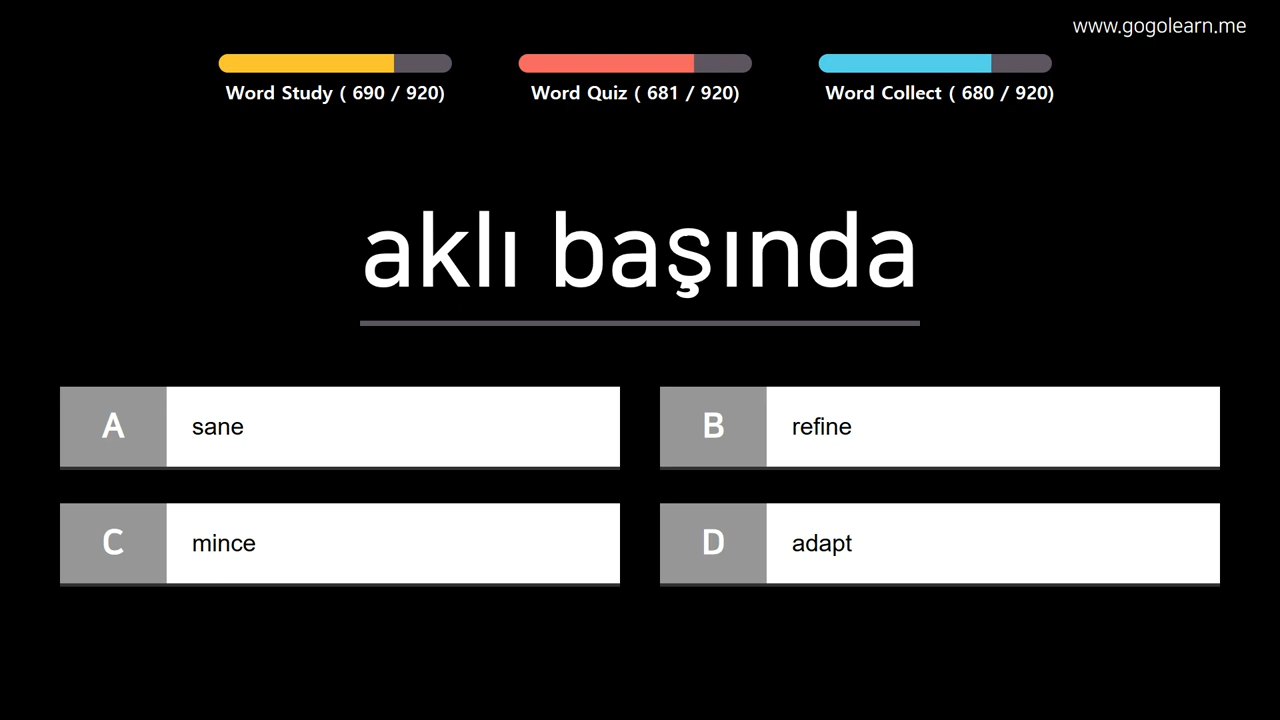 www.gogolearn.me
Word Study ( 690 / 920)
Word Quiz ( 681 / 920)
Word Collect ( 680 / 920)
aklı başında
A sane
B refine
C mince
D adapt